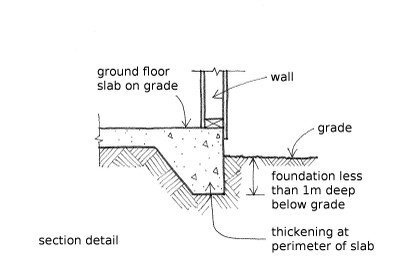 ground floor
slab on grade
wall
grade
foundation less
than 1m deep
below grade
thickening at
perimeter of slab
section detail